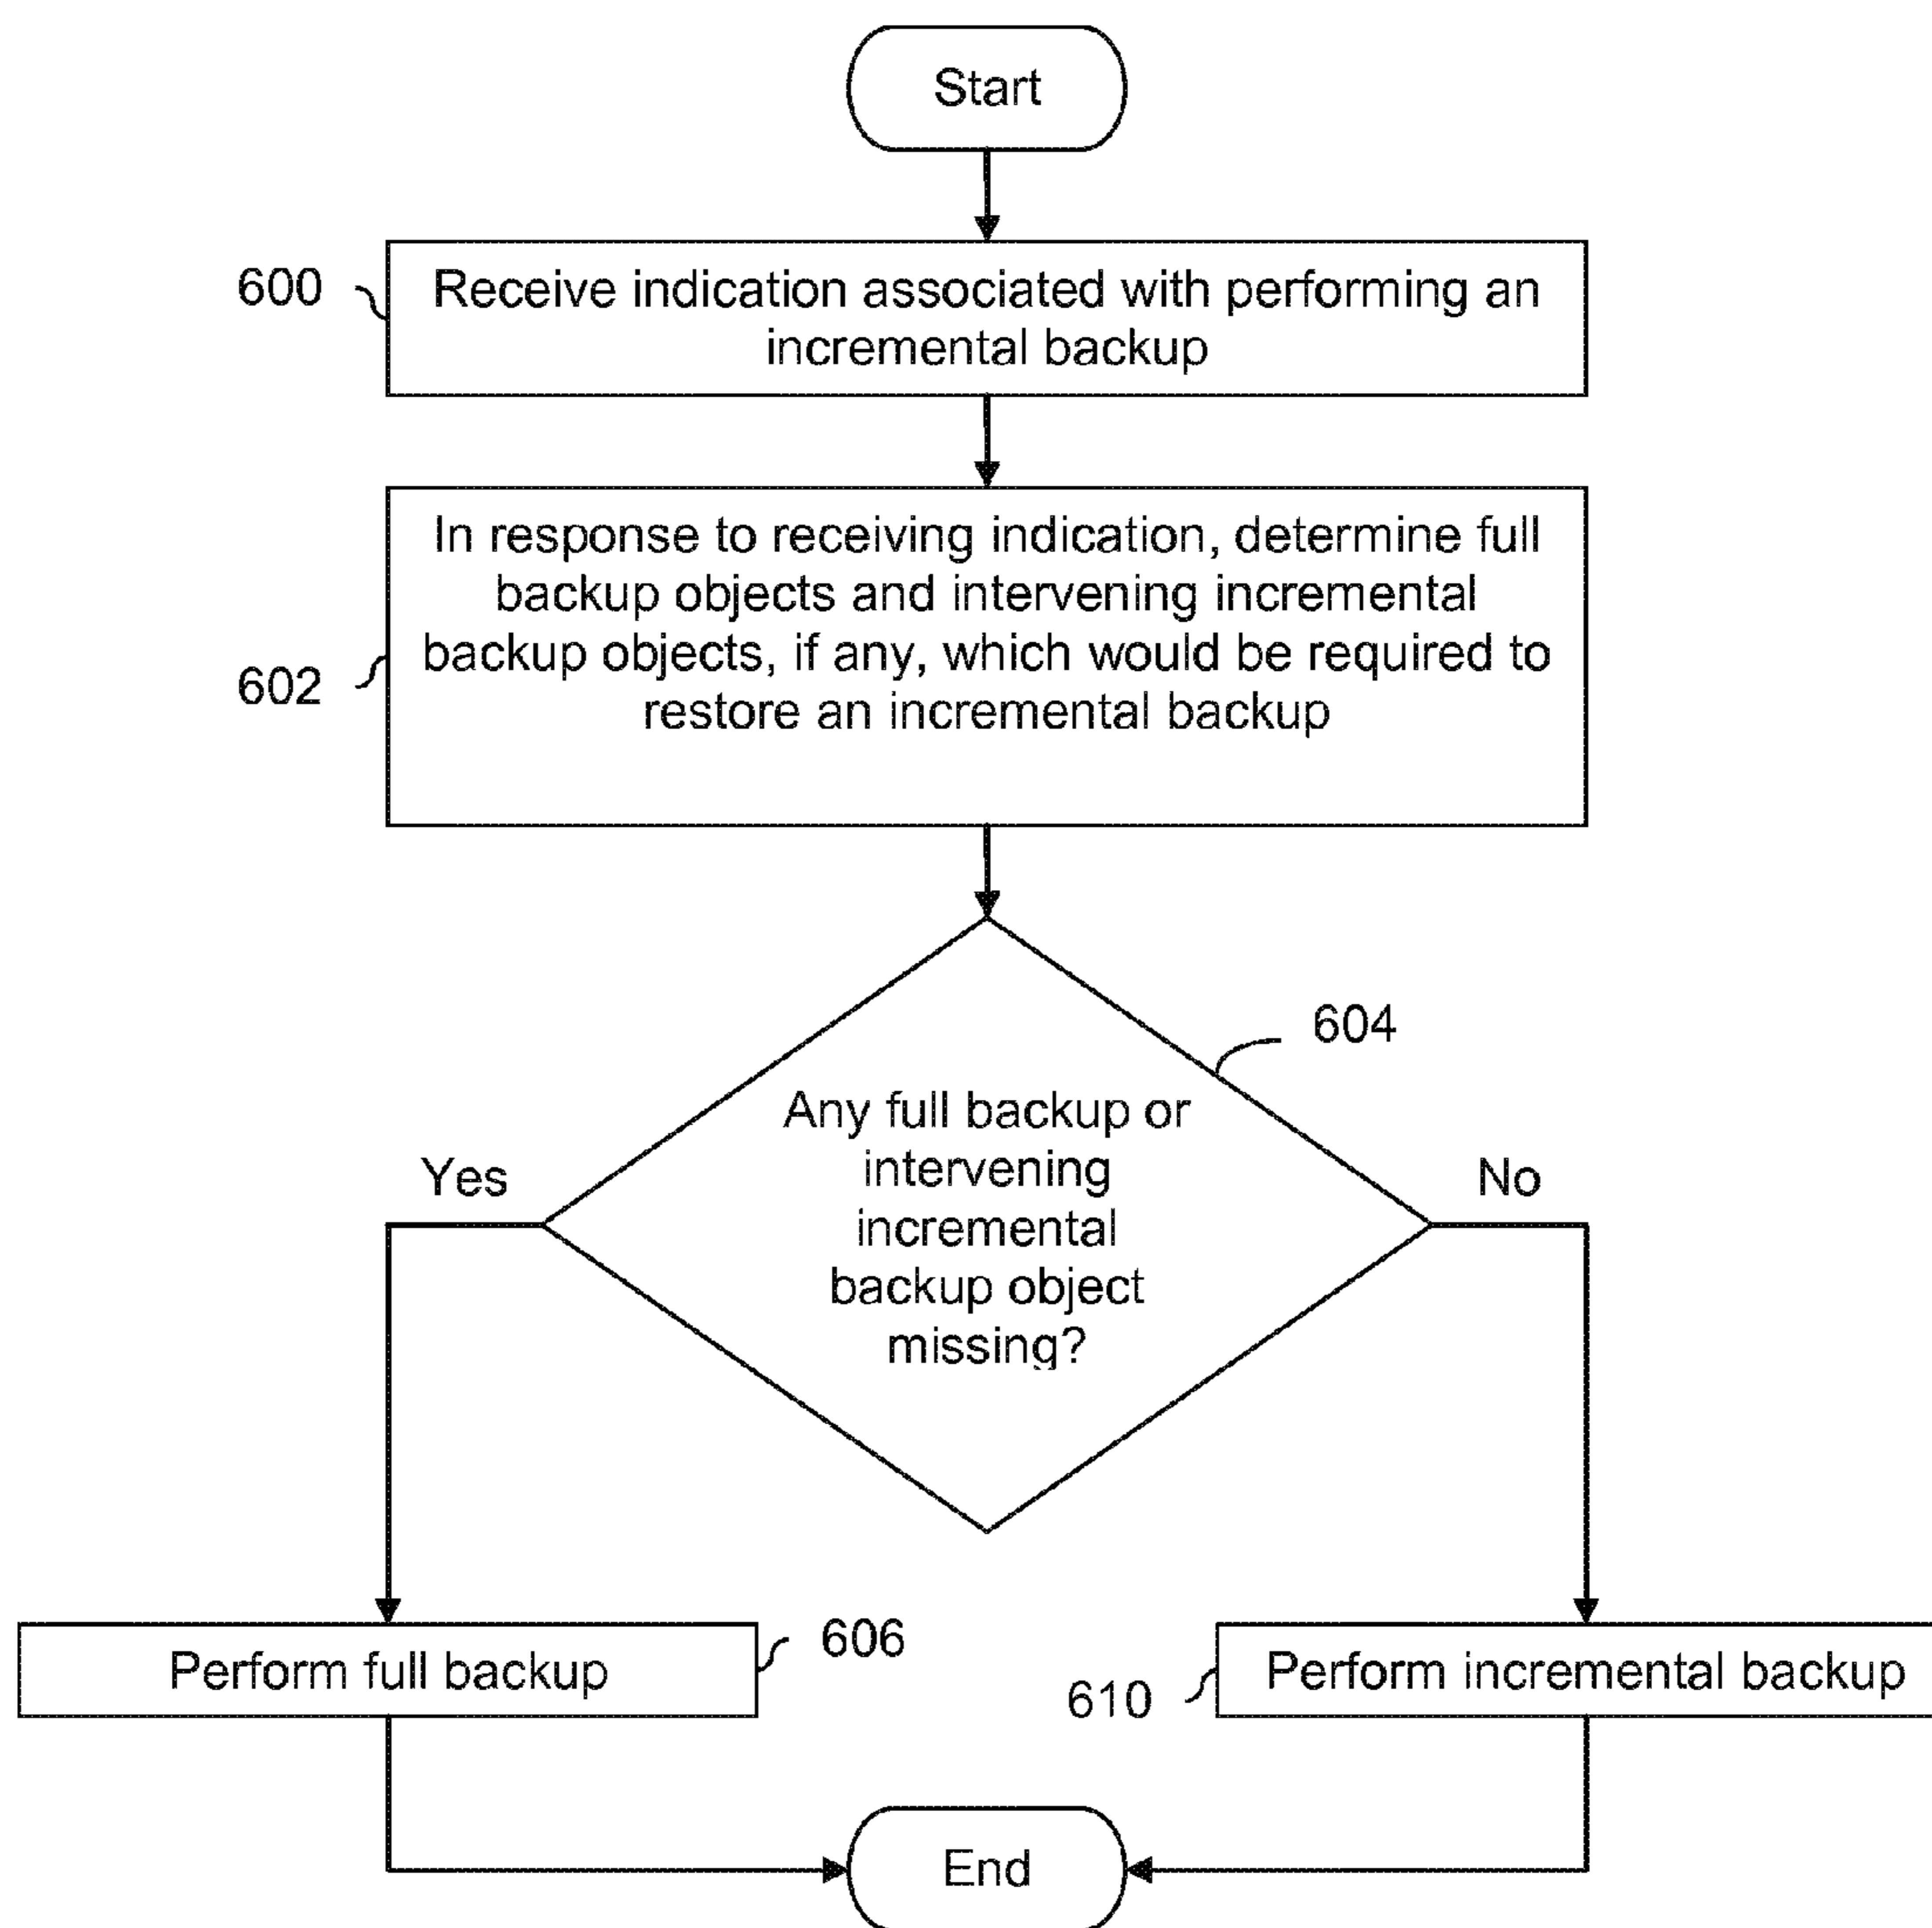 Start
600
Receive indication associated with performing an
incremental backup
602
In response to receiving indication, determine full
backup objects and intervening incremental
backup objects, if any, which would be required to
restore an incremental backup
604
Any full backup or
intervening
incremental
backup object
missing?
Yes
No
Perform full backup
606
610
Perform incremental backup
End